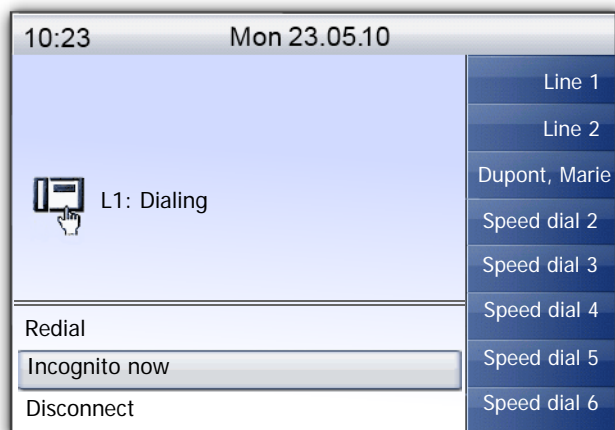 10:23 Mon 23.05.10
Line 1
Line 2
Dupont, Marie
L1: Dialing
Speed dial 2
Speed dial 3
Speed dial 4
Redial
Incognito now
Speed dial 5
Disconnect
Speed dial 6